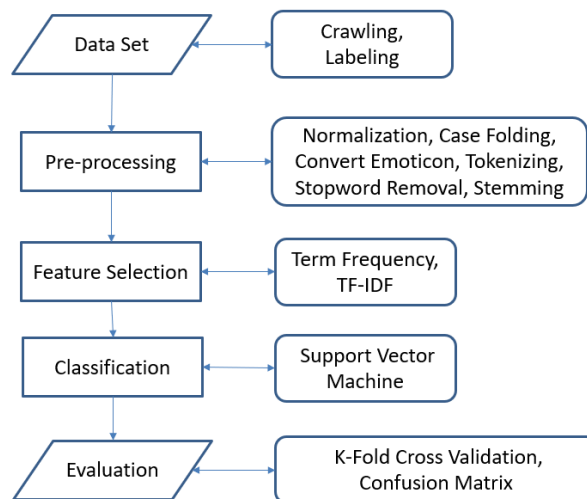 Data Set
Crawling,
Labeling
Pre-processing
Normalization, Case Folding,
Convert Emoticon, Tokenizing,
Stopword Removal, Stemming
Feature Selection
Term Frequency,
TF-IDF
Classification
Support Vector
Machine
Evaluation
K-Fold Cross Validation,
Confusion Matrix